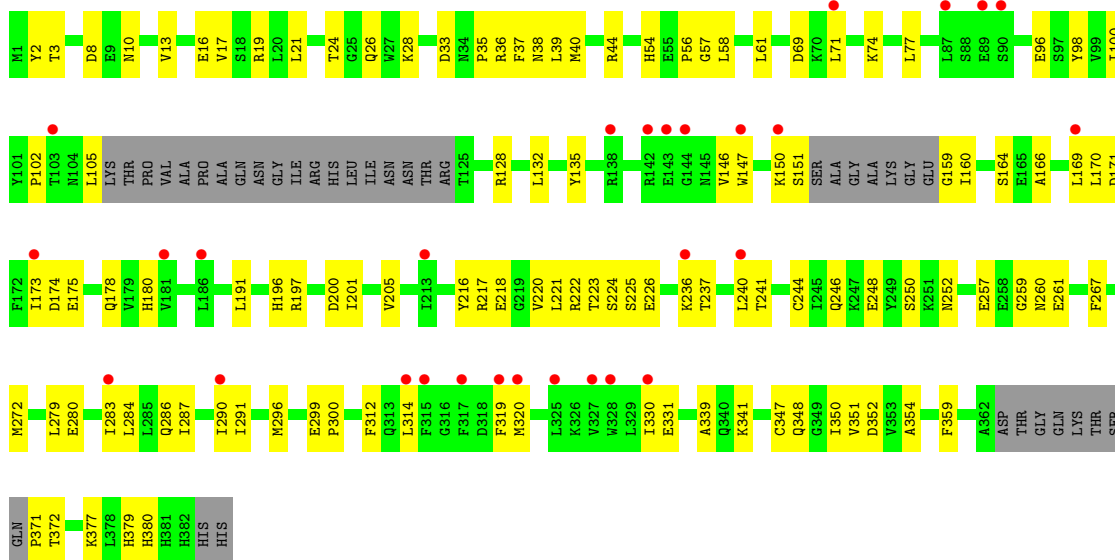 M1 Y2 T3 D8 E9 N10 V13 E16 V17 S18 R19 L20 L21 T24 G25 Q26 W27 K28 D33 N34 P35 R36 F37 N38 L39 M40 R44 H54 E55 P56 G57 L58 L61 D69 K70 L71 K74 L77 L87 S88 E89 S90 E96 S97 Y98 V99 I100
Y101 P102 T103 N104 L105 LYS THR PRO VAL ALA PRO ALA GLN ASN GLY ILE ARG HIS LEU ILE ASN ASN THR ARG T125 R128 L132 Y135 R138 R142 E143 G144 N145 V146 W147 K150 S151 SER ALA GLY ALA LYS GLY GLU G159 I160 S164 E165 A166 L169 L170 D171
F172 I173 D174 E175 Q178 V179 H180 V181 L186 L191 H196 R197 D200 I201 V205 I213 Y216 R217 E218 G219 V220 L221 R222 T223 S224 S225 E226 K236 T237 L240 T241 C244 I245 Q246 K247 E248 Y249 S250 K251 N252 E257 E258 G259 N260 E261 F267
M272 L279 E280 I283 L284 L285 Q286 I287 I290 I291 M296 E299 P300 F312 Q313 L314 F315 G316 F317 D318 F319 M320 L325 K326 V327 W328 L329 I330 E331 A339 Q340 K341 C347 Q348 G349 I350 V351 D352 V353 A354 F359 A362 ASP THR GLY GLN LYS THR SER
GLN P371 T372 K377 L378 H379 H380 H381 H382 HIS HIS